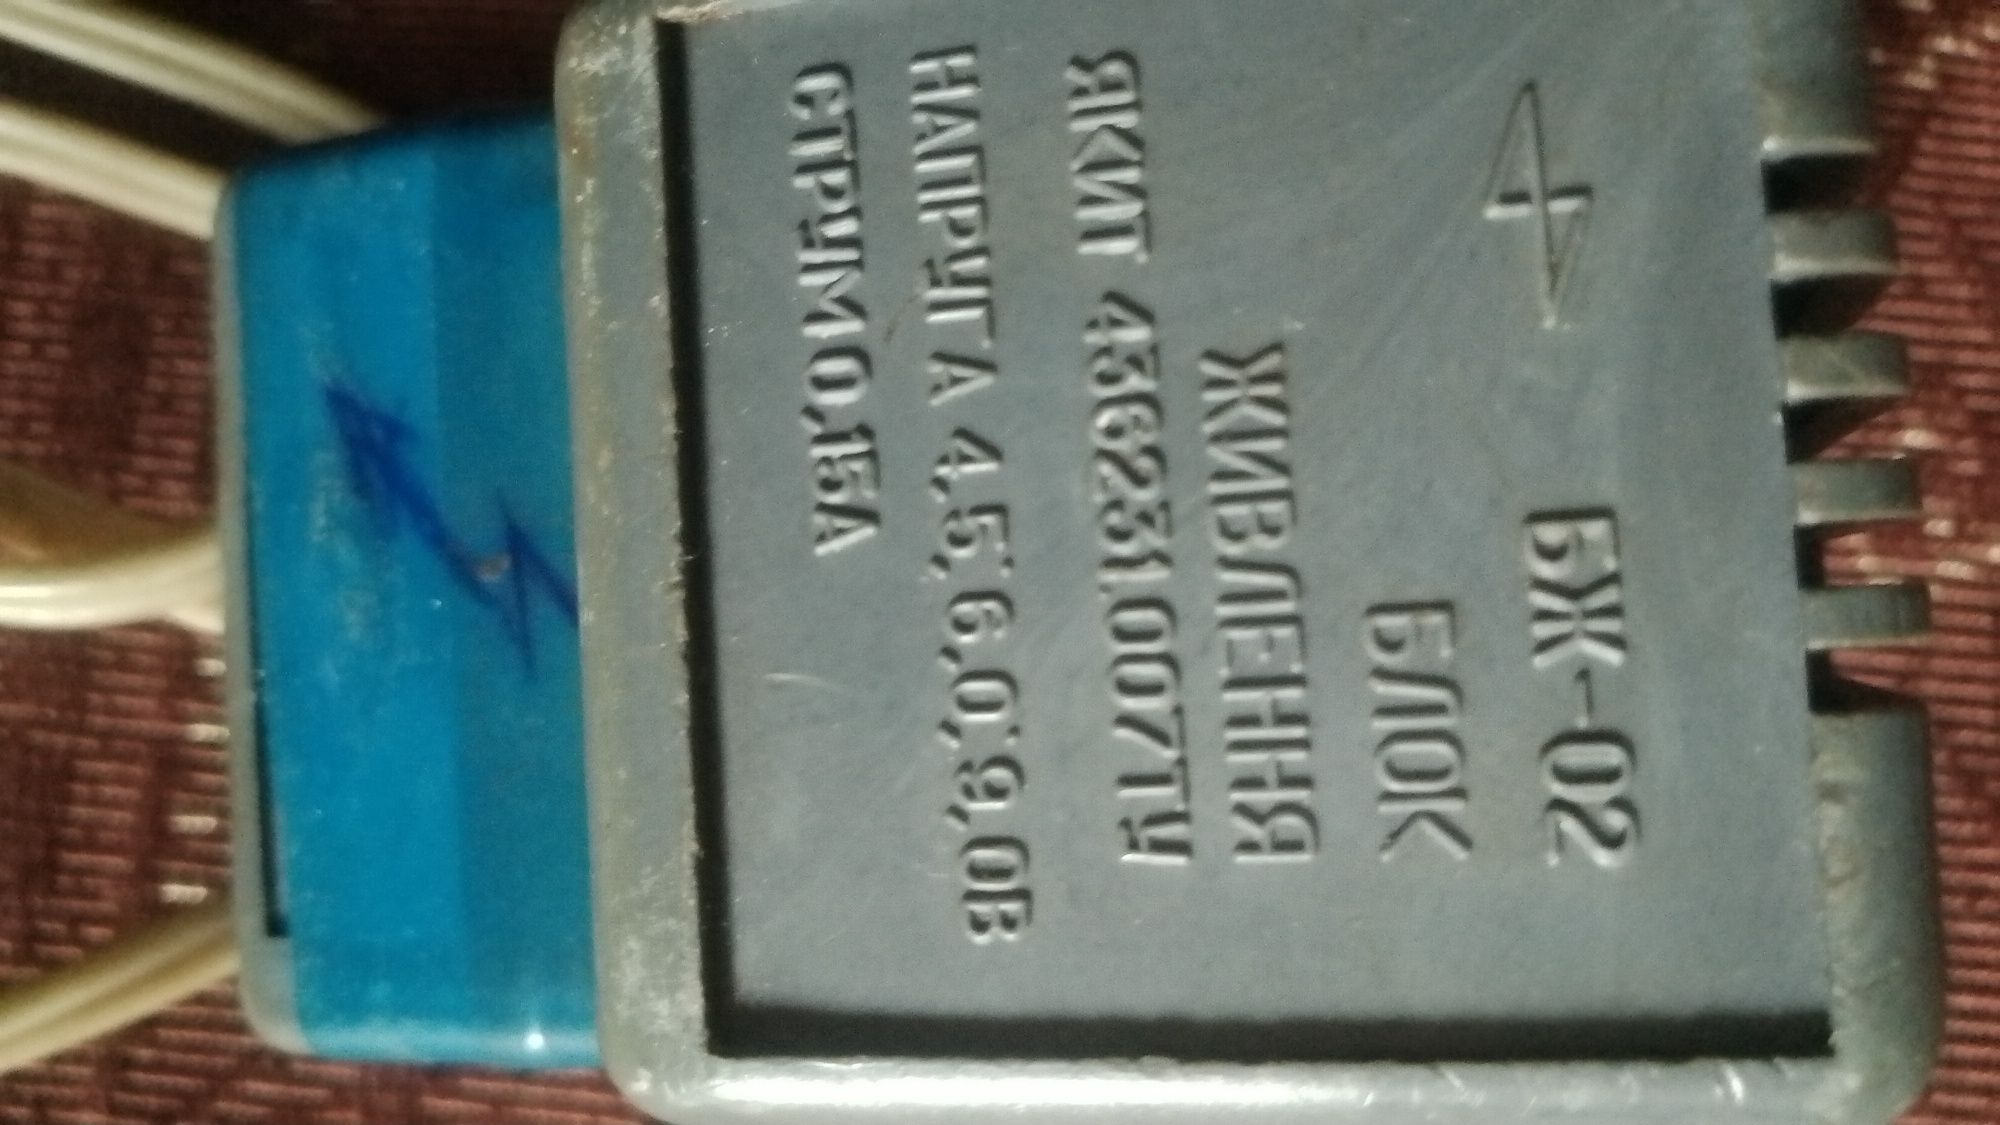 БЖ-02
БЛОК
ЖИВЛЕННЯ
ЯКИТ 436231.007ТУ
НАПРУГА 4,5; 6,0; 9,0В
СТРУМ 0,15А